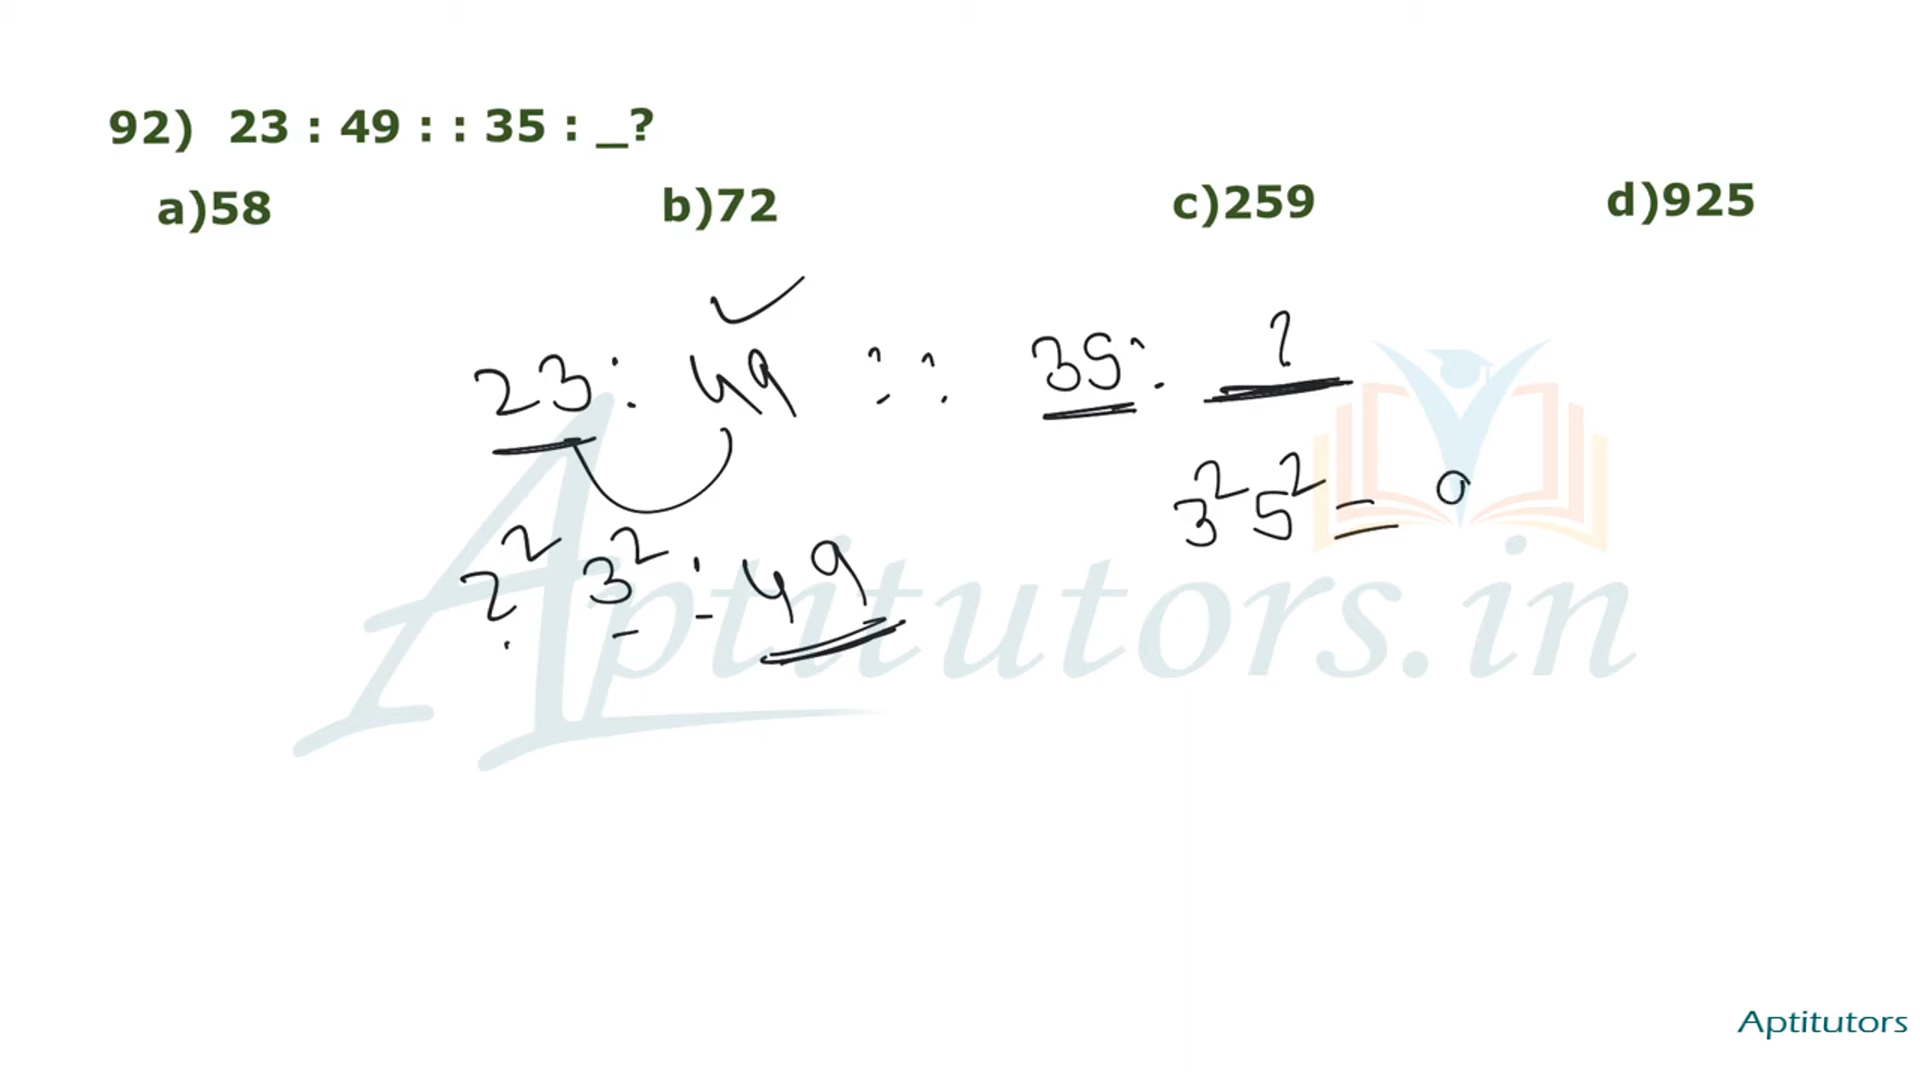 92) 23 : 49 : : 35 : _?
a)58 b)72 c)259 d)925
23 : 49 : : 35 : ?
3² 5² = 9
2² 3² : 49
Aptitutors.in
Aptitutors